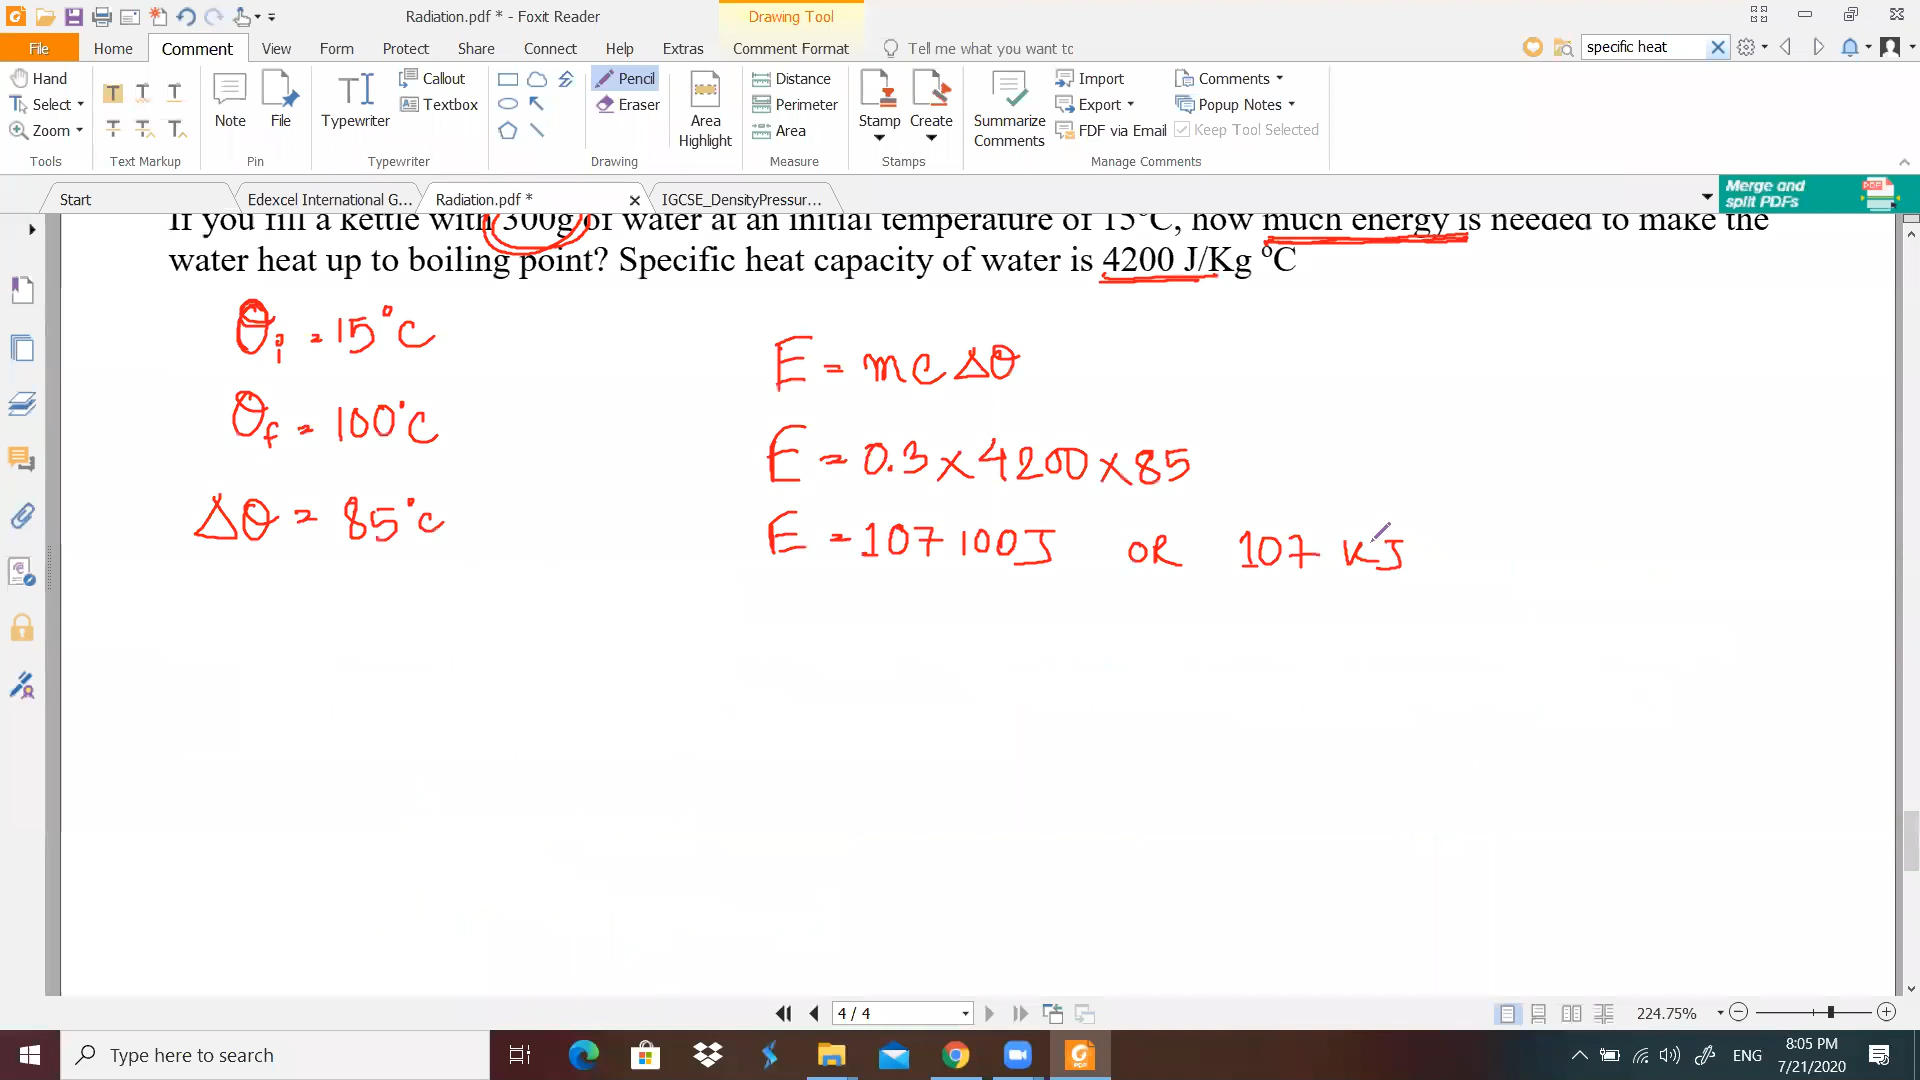 Radiation.pdf * - Foxit Reader
Drawing Tool
File Home Comment View Form Protect Share Connect Help Extras Comment Format Tell me what you want to
specific heat
Hand
Select
Zoom
Tools
Text Markup
Note
File
Pin
Typewriter
Typewriter
Callout
Textbox
Pencil
Eraser
Drawing
Area
Highlight
Distance
Perimeter
Area
Measure
Stamp
Create
Stamps
Summarize
Comments
Import
Export
FDF via Email
Comments
Popup Notes
Keep Tool Selected
Manage Comments
Start
Edexcel International G...
Radiation.pdf *
IGCSE_DensityPressur...
Merge and
split PDFs
If you fill a kettle with 300g of water at an initial temperature of 15°C, how much energy is needed to make the
water heat up to boiling point? Specific heat capacity of water is 4200 J/Kg °C
θi = 15°C
θf = 100°C
Δθ = 85°C
E = mcΔθ
E = 0.3 × 4200 × 85
E = 107 100J OR 107 KJ
4 / 4
224.75%
Type here to search
ENG
8:05 PM
7/21/2020